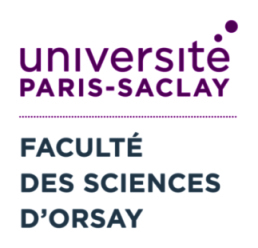 université
PARIS-SACLAY
FACULTÉ
DES SCIENCES
D'ORSAY